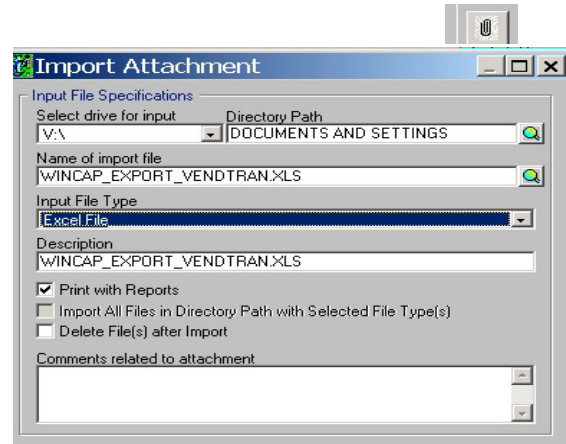 Import Attachment
Input File Specifications
Select drive for input Directory Path
V:\ DOCUMENTS AND SETTINGS
Name of import file
WINCAP_EXPORT_VENDTRAN.XLS
Input File Type
Excel File
Description
WINCAP_EXPORT_VENDTRAN.XLS
Print with Reports
Import All Files in Directory Path with Selected File Type(s)
Delete File(s) after Import
Comments related to attachment